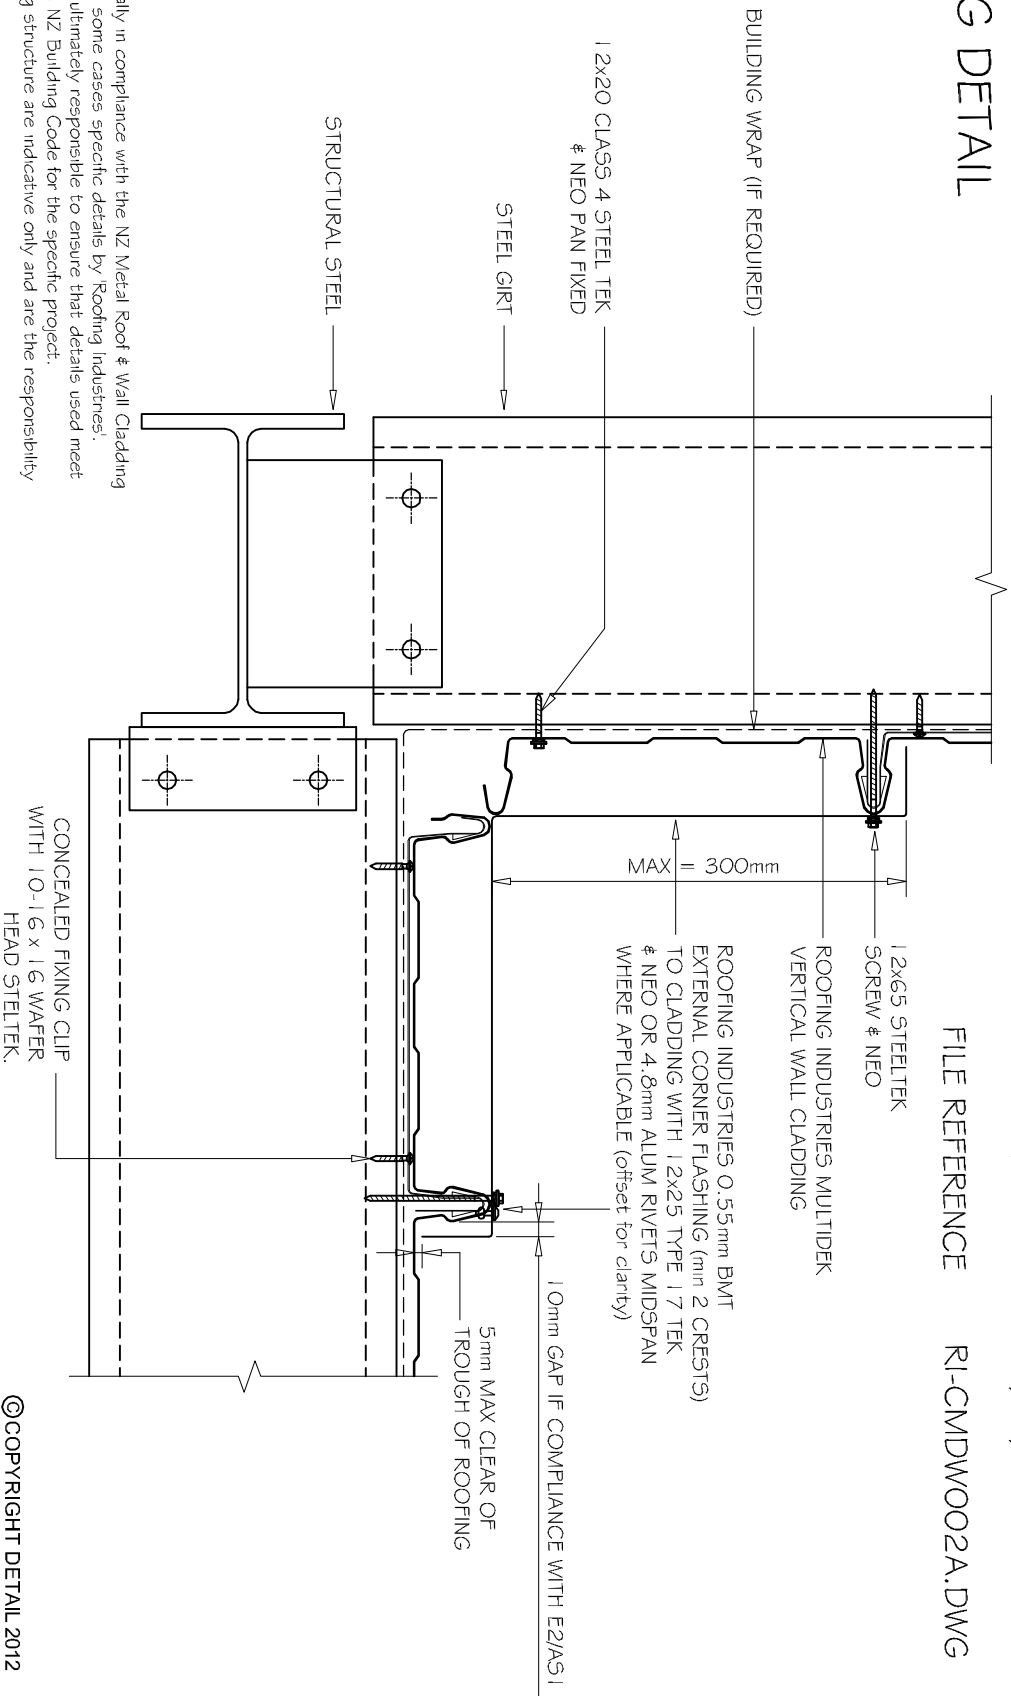 G DETAIL
FILE REFERENCE RI-CMDW002A.DWG
BUILDING WRAP (IF REQUIRED)
12x20 CLASS 4 STEEL TEK
& NEO PAN FIXED
STEEL GIRT
STRUCTURAL STEEL
12x65 STEELTEK
SCREW & NEO
ROOFING INDUSTRIES MULTIDEK
VERTICAL WALL CLADDING
MAX = 300mm
ROOFING INDUSTRIES 0.55mm BMT
EXTERNAL CORNER FLASHING (min 2 CRESTS)
TO CLADDING WITH 12x25 TYPE 17 TEK
& NEO OR 4.8mm ALUM RIVETS MIDSPAN
WHERE APPLICABLE (offset for clarity)
10mm GAP IF COMPLIANCE WITH E2/AS1
5mm MAX CLEAR OF
TROUGH OF ROOFING
CONCEALED FIXING CLIP
WITH 10-16 x 16 WAFER
HEAD STELTEK.
ally in compliance with the NZ Metal Roof & Wall Cladding
some cases specific details by 'Roofing Industries'.
ultimately responsible to ensure that details used meet
NZ Building Code for the specific project.
g structure are indicative only and are the responsibility
©COPYRIGHT DETAIL 2012